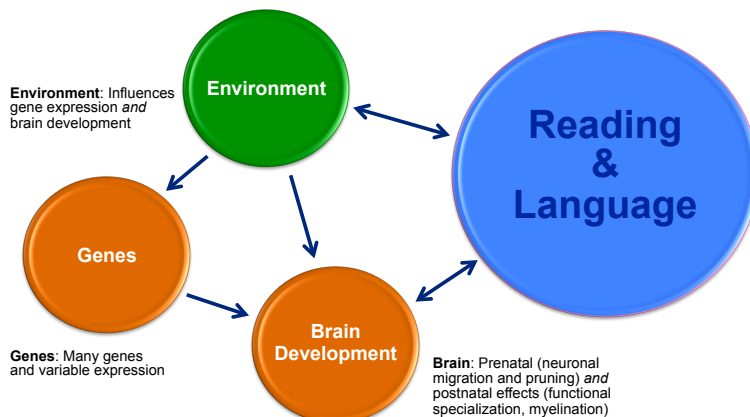 Environment: Influences
gene expression and
brain development
Environment
Reading
&
Language
Genes
Brain
Development
Genes: Many genes
and variable expression
Brain: Prenatal (neuronal
migration and pruning) and
postnatal effects (functional
specialization, myelination)